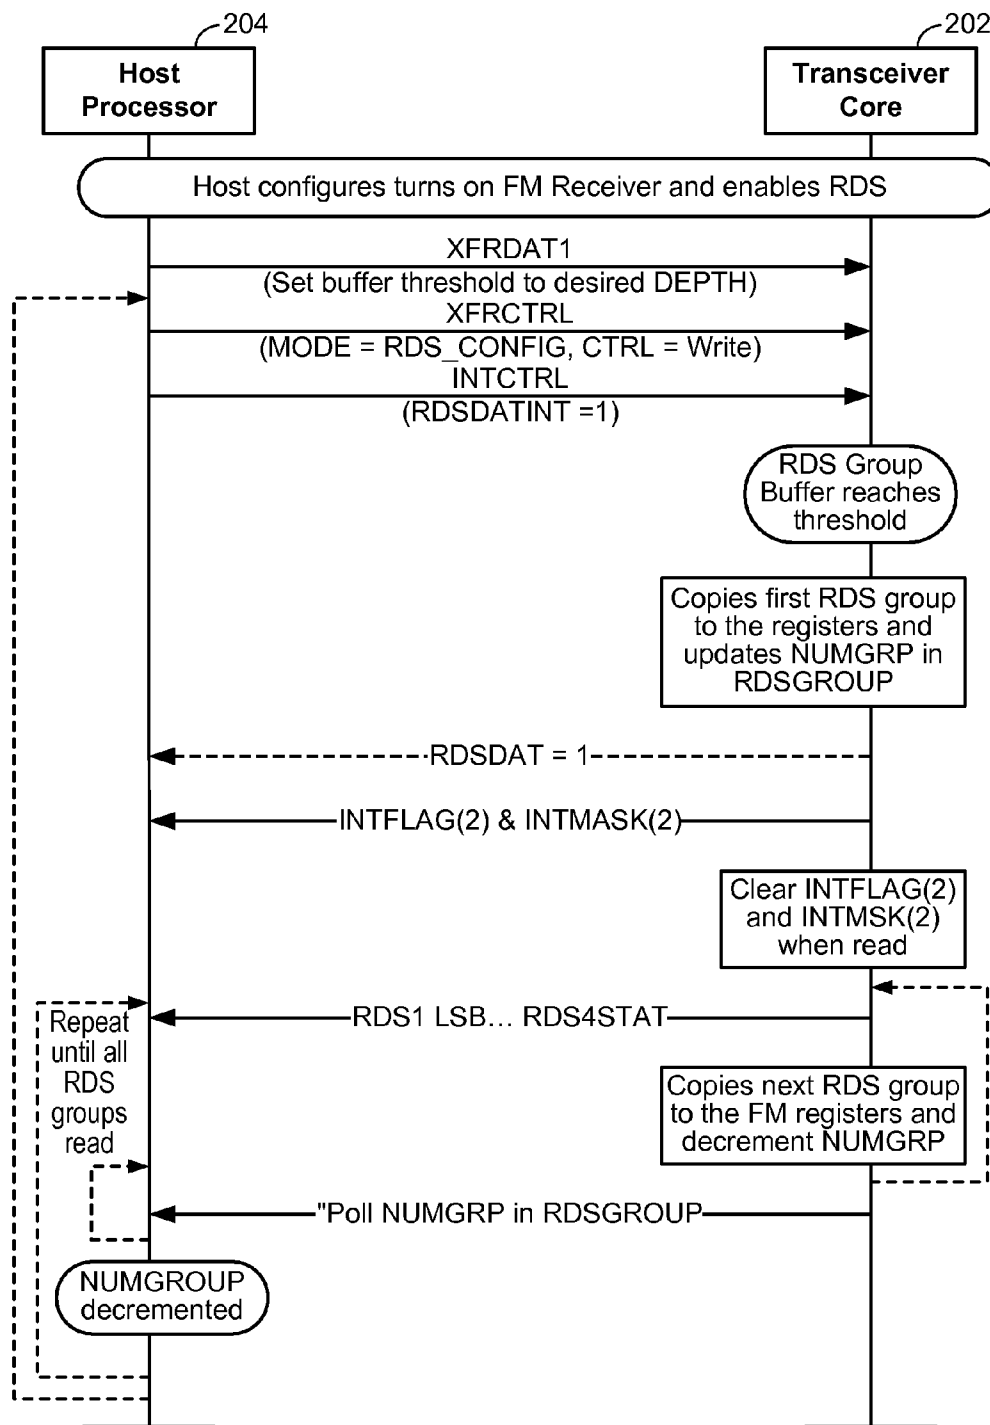 204
202
Host
Processor
Transceiver
Core
Host configures turns on FM Receiver and enables RDS
XFRDAT1
(Set buffer threshold to desired DEPTH)
XFRCTRL
(MODE = RDS_CONFIG, CTRL = Write)
INTCTRL
(RDSDATINT =1)
RDS Group
Buffer reaches
threshold
Copies first RDS group
to the registers and
updates NUMGRP in
RDSGROUP
RDSDAT = 1
INTFLAG(2) & INTMASK(2)
Clear INTFLAG(2)
and INTMSK(2)
when read
RDS1 LSB... RDS4STAT
Repeat
until all
RDS
groups
read
Copies next RDS group
to the FM registers and
decrement NUMGRP
"Poll NUMGRP in RDSGROUP
NUMGROUP
decremented